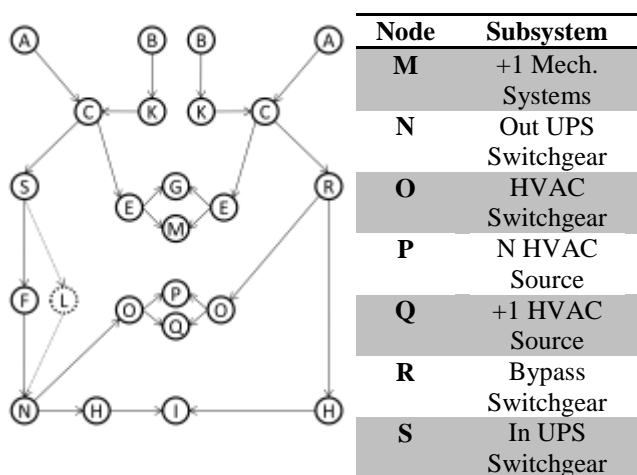 A B B A
C K K C
S G R
E E
M
F L P
O O
Q
N H I H
Node Subsystem
M +1 Mech.
Systems
N Out UPS
Switchgear
O HVAC
Switchgear
P N HVAC
Source
Q +1 HVAC
Source
R Bypass
Switchgear
S In UPS
Switchgear